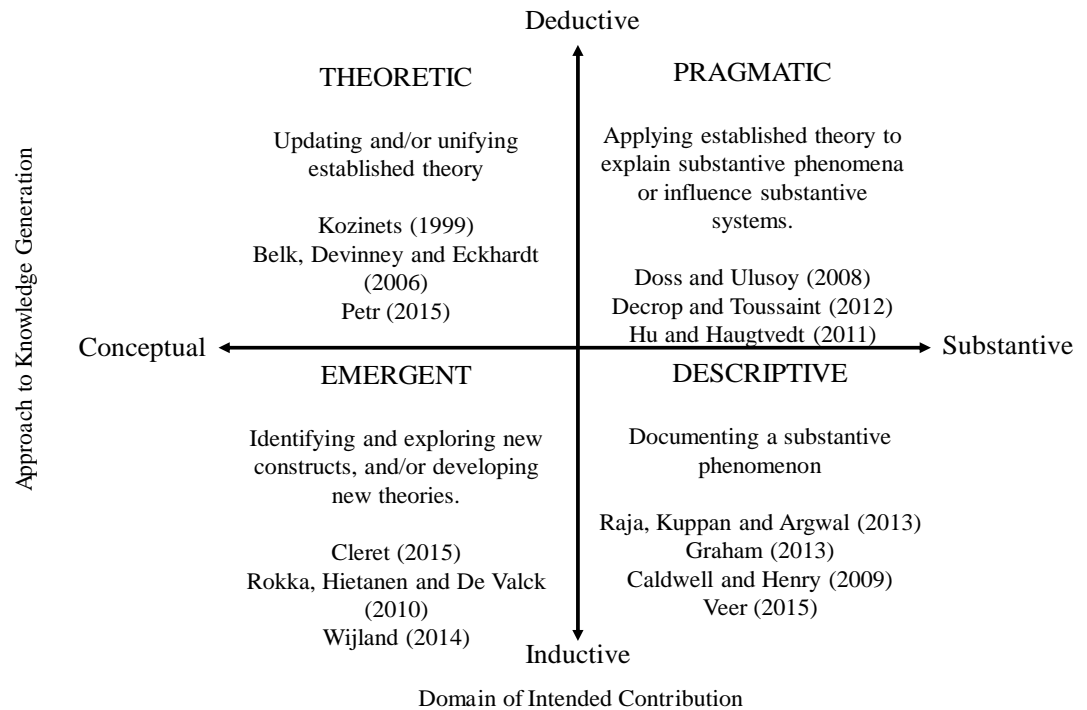 Deductive
THEORETIC
Updating and/or unifying
established theory
Kozinets (1999)
Belk, Devinney and Eckhardt
(2006)
Petr (2015)
PRAGMATIC
Applying established theory to
explain substantive phenomena
or influence substantive
systems.
Doss and Ulusoy (2008)
Decrop and Toussaint (2012)
Hu and Haugtvedt (2011)
Approach to Knowledge Generation
Conceptual
Substantive
EMERGENT
Identifying and exploring new
constructs, and/or developing
new theories.
Cleret (2015)
Rokka, Hietanen and De Valck
(2010)
Wijland (2014)
DESCRIPTIVE
Documenting a substantive
phenomenon
Raja, Kuppan and Argwal (2013)
Graham (2013)
Caldwell and Henry (2009)
Veer (2015)
Inductive
Domain of Intended Contribution